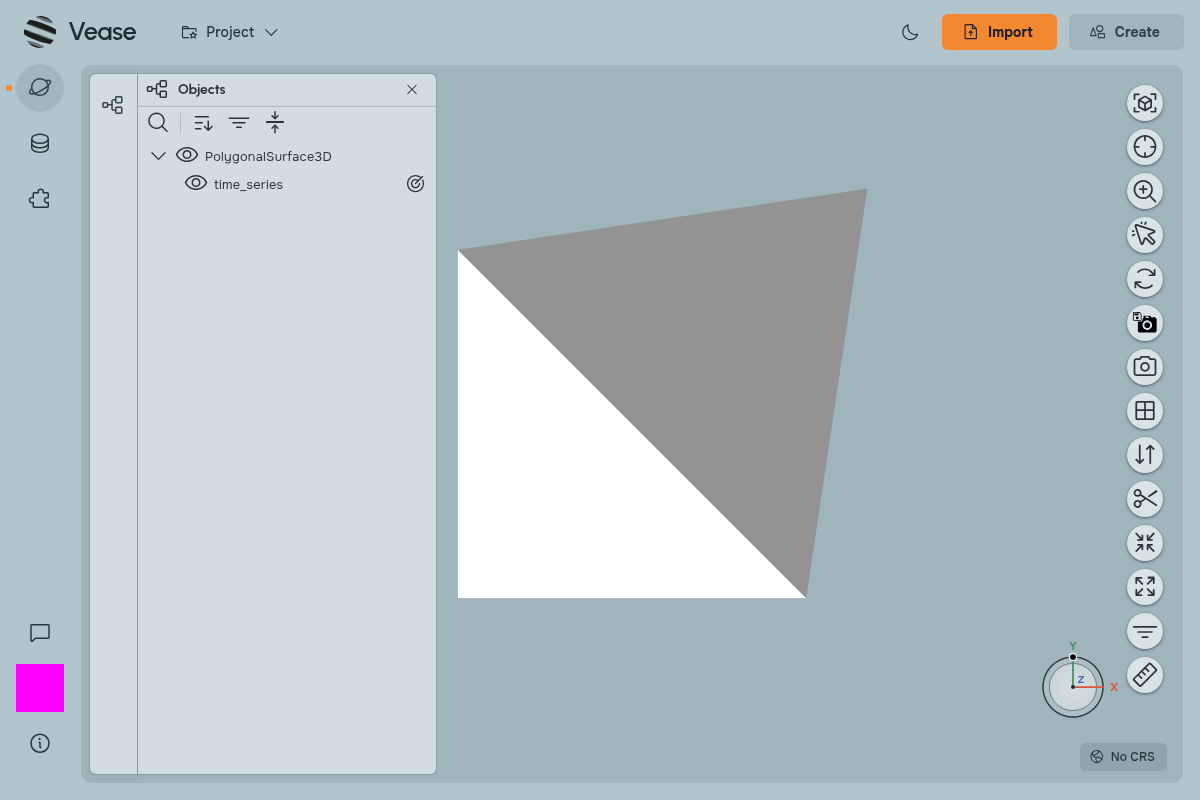 Vease
Project
Import
Create
Objects
PolygonalSurface3D
time_series
Y
Z
X
No CRS